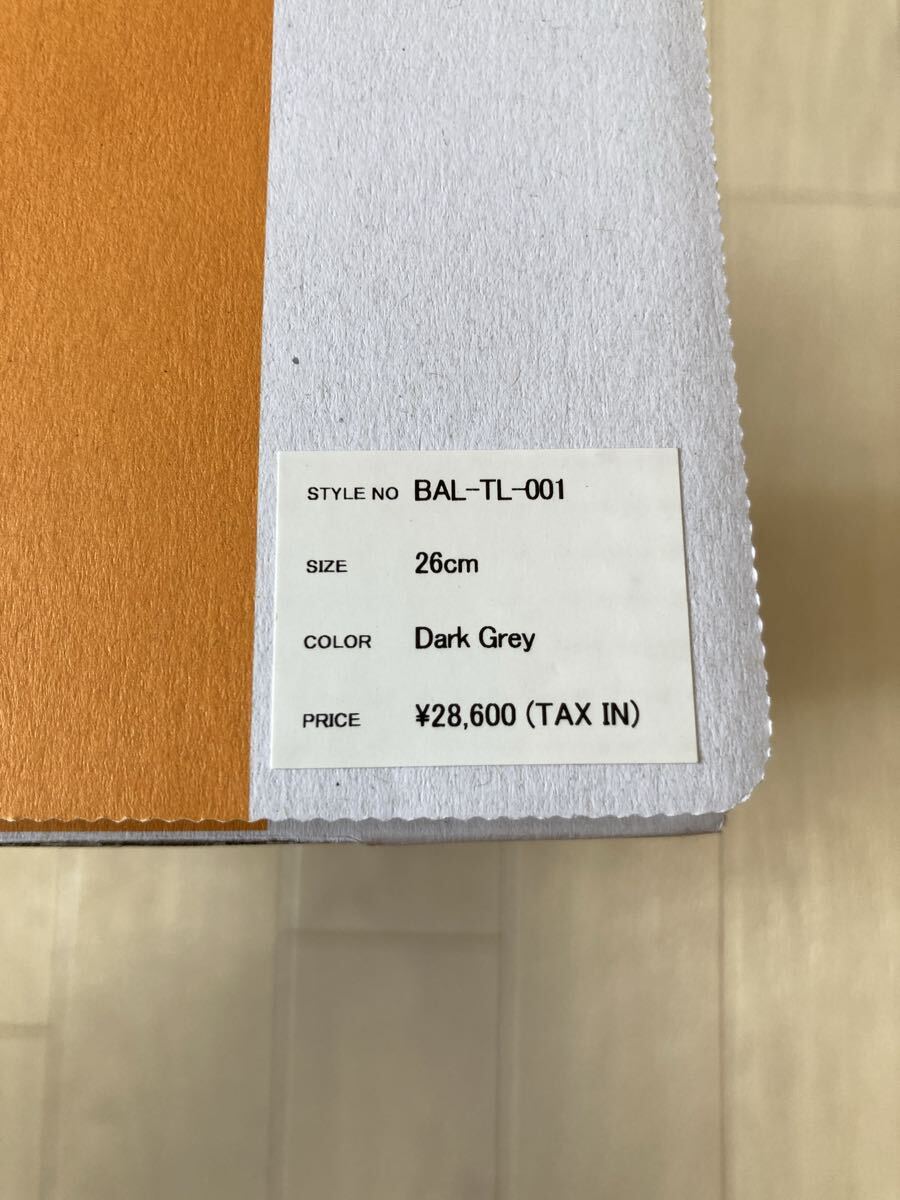 STYLE NO BAL-TL-001
SIZE 26cm
COLOR Dark Grey
PRICE ¥28,600 (TAX IN)